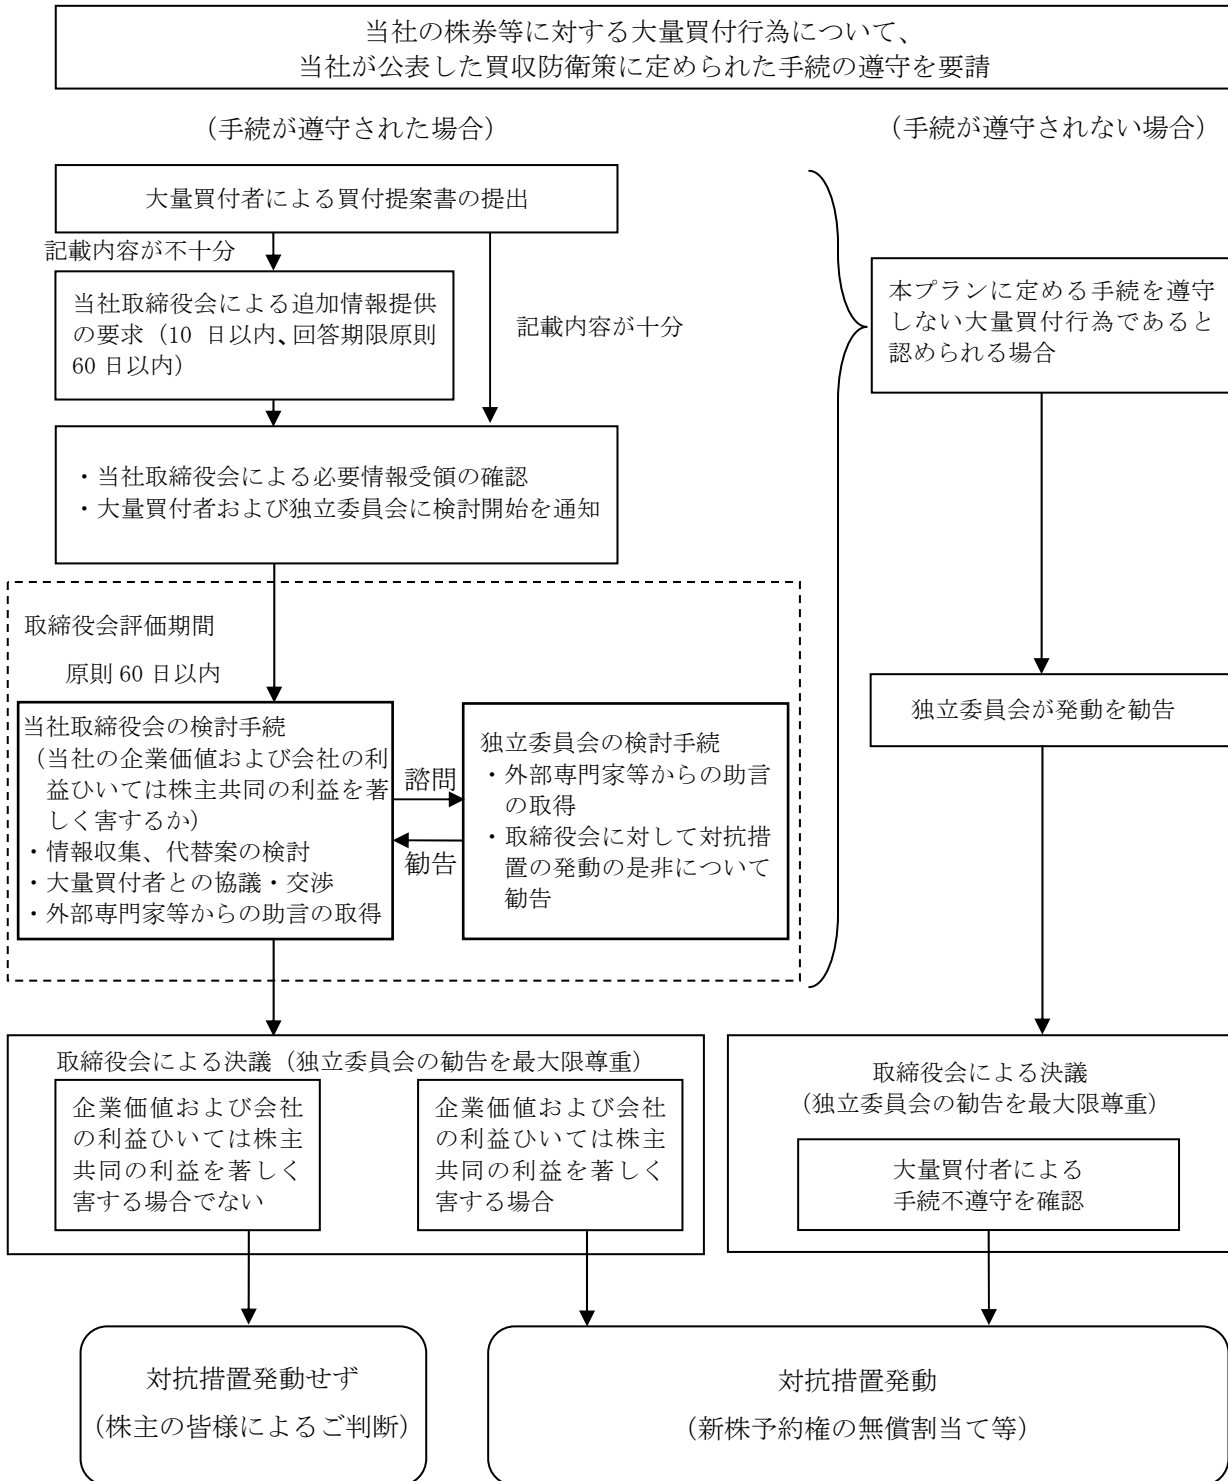 当社の株券等に対する大量買付行為について、
当社が公表した買収防衛策に定められた手続の遵守を要請
（手続が遵守された場合）
（手続が遵守されない場合）
大量買付者による買付提案書の提出
記載内容が不十分
当社取締役会による追加情報提供
の要求（10 日以内、回答期限原則
60 日以内）
記載内容が十分
本プランに定める手続を遵守
しない大量買付行為であると
認められる場合
・当社取締役会による必要情報受領の確認
・大量買付者および独立委員会に検討開始を通知
取締役会評価期間
原則 60 日以内
当社取締役会の検討手続
（当社の企業価値および会社の利
益ひいては株主共同の利益を著
しく害するか）
・情報収集、代替案の検討
・大量買付者との協議・交渉
・外部専門家等からの助言の取得
諮問
勧告
独立委員会の検討手続
・外部専門家等からの助言
の取得
・取締役会に対して対抗措
置の発動の是非について
勧告
独立委員会が発動を勧告
取締役会による決議（独立委員会の勧告を最大限尊重）
企業価値および会社
の利益ひいては株主
共同の利益を著しく
害する場合でない
企業価値および会社
の利益ひいては株主
共同の利益を著しく
害する場合
取締役会による決議
（独立委員会の勧告を最大限尊重）
大量買付者による
手続不遵守を確認
対抗措置発動せず
（株主の皆様によるご判断）
対抗措置発動
（新株予約権の無償割当て等）